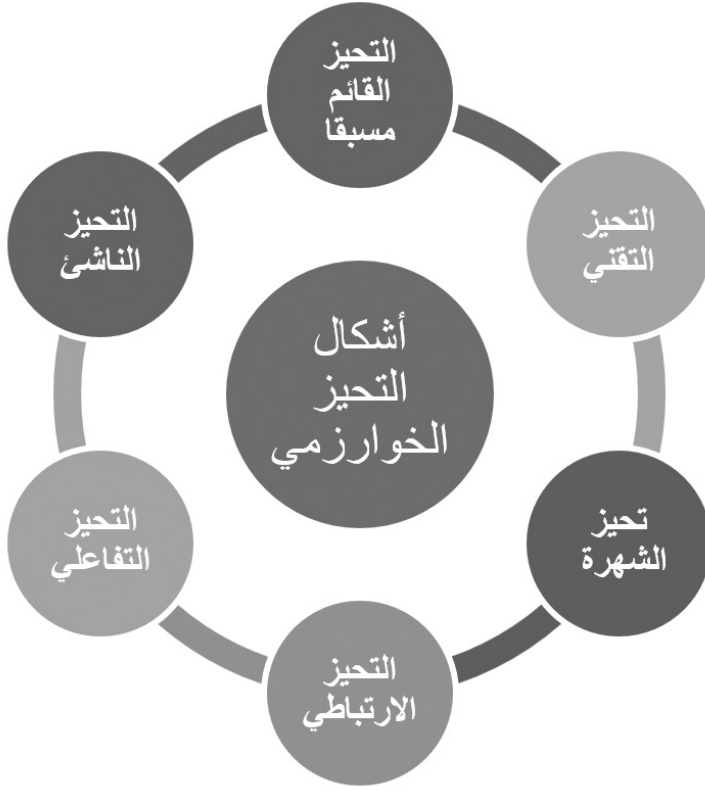 التحيز
القائم
مسبقا
التحيز
التقني
تحيز
الشهرة
التحيز
الارتباطي
التحيز
التفاعلي
التحيز
الناشئ
أشكال
التحيز
الخوارزمي